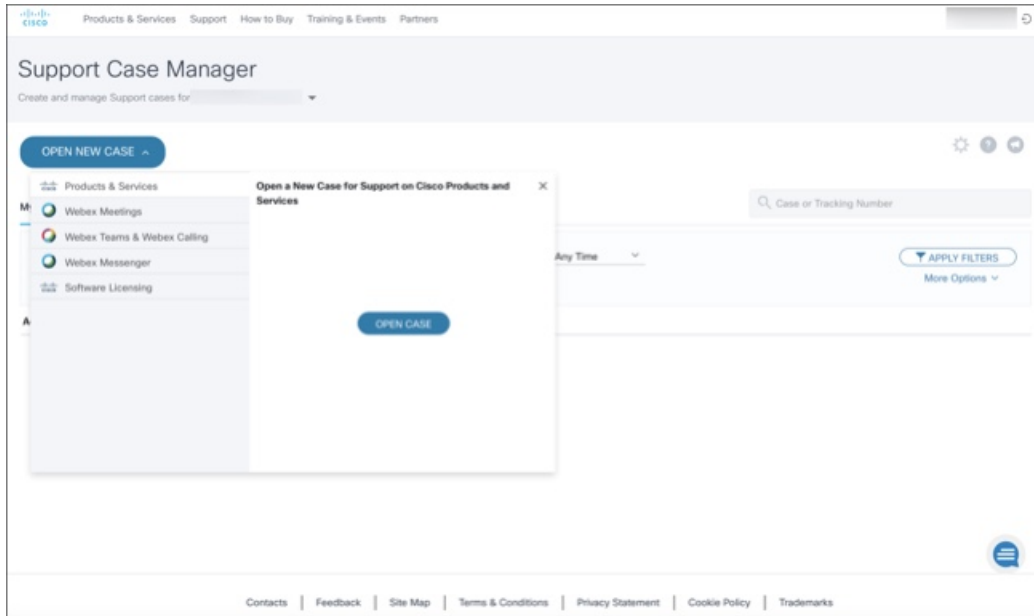 CISCO
Products & Services Support How to Buy Training & Events Partners
Support Case Manager
Create and manage Support cases for
OPEN NEW CASE
Products & Services
Webex Meetings
Webex Teams & Webex Calling
Webex Messenger
Software Licensing
Open a New Case for Support on Cisco Products and
Services
OPEN CASE
M
Case or Tracking Number
Any Time
APPLY FILTERS
More Options
A
Contacts | Feedback | Site Map | Terms & Conditions | Privacy Statement | Cookie Policy | Trademarks